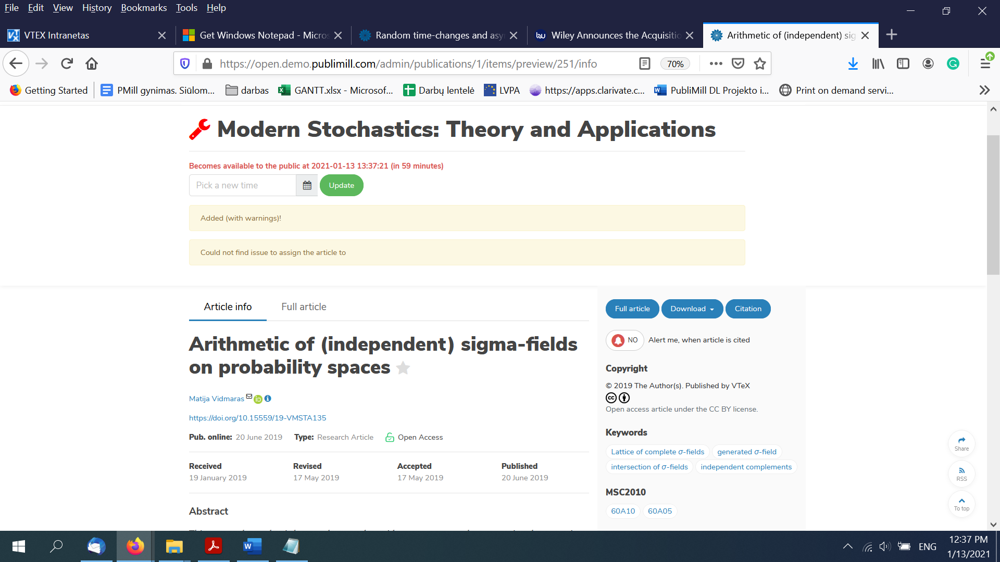 File Edit View History Bookmarks Tools Help
VTEX Intranetas
Get Windows Notepad - Micros
Random time-changes and asy
Wiley Announces the Acquisitio
Arithmetic of (independent) sig
https://open.demo.publimill.com/admin/publications/1/items/preview/251/info
70%
Getting Started
PMill gynimas. Siūlom...
darbas
GANTT.xlsx - Microsof...
Darbų lentelė
LVPA
https://apps.clarivate.c...
PubliMill DL Projekto i...
Print on demand servi...
Modern Stochastics: Theory and Applications
Becomes available to the public at 2021-01-13 13:37:21 (in 59 minutes)
Pick a new time
Update
Added (with warnings)!
Could not find issue to assign the article to
Article info
Full article
Arithmetic of (independent) sigma-fields
on probability spaces
Matija Vidmaras
iD
https://doi.org/10.15559/19-VMSTA135
Pub. online: 20 June 2019 Type: Research Article Open Access
Received Revised Accepted Published
19 January 2019 17 May 2019 17 May 2019 20 June 2019
Abstract
Full article
Download
Citation
NO
Alert me, when article is cited
Copyright
© 2019 The Author(s). Published by VTeX
cc
Open access article under the CC BY license.
Keywords
Lattice of complete σ-fields generated σ-field
intersection of σ-fields independent complements
MSC2010
60A10 60A05
Share
RSS
To top
ENG
12:37 PM
1/13/2021